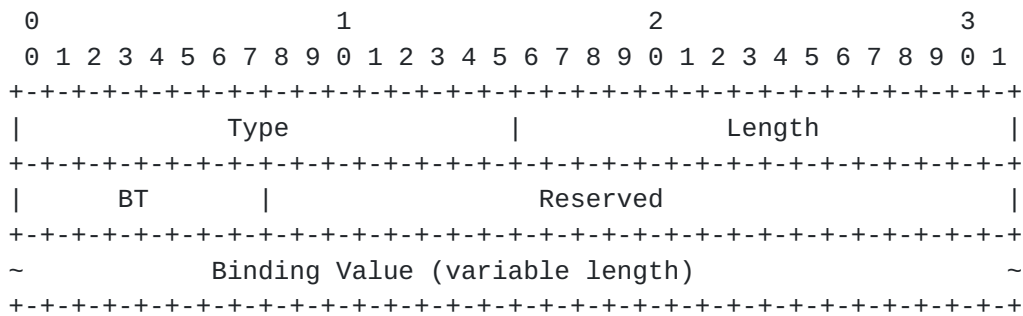 0                   1                   2                   3
 0 1 2 3 4 5 6 7 8 9 0 1 2 3 4 5 6 7 8 9 0 1 2 3 4 5 6 7 8 9 0 1
+-+-+-+-+-+-+-+-+-+-+-+-+-+-+-+-+-+-+-+-+-+-+-+-+-+-+-+-+-+-+-+-+
|             Type              |             Length            |
+-+-+-+-+-+-+-+-+-+-+-+-+-+-+-+-+-+-+-+-+-+-+-+-+-+-+-+-+-+-+-+-+
|      BT       |                 Reserved                      |
+-+-+-+-+-+-+-+-+-+-+-+-+-+-+-+-+-+-+-+-+-+-+-+-+-+-+-+-+-+-+-+-+
~            Binding Value (variable length)                    ~
+-+-+-+-+-+-+-+-+-+-+-+-+-+-+-+-+-+-+-+-+-+-+-+-+-+-+-+-+-+-+-+-+